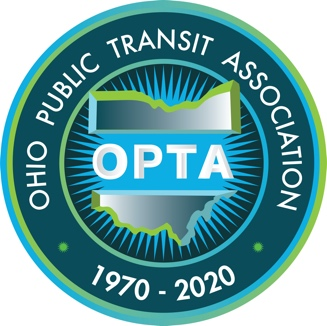 OHIO PUBLIC TRANSIT ASSOCIATION
OPTA
1970 - 2020